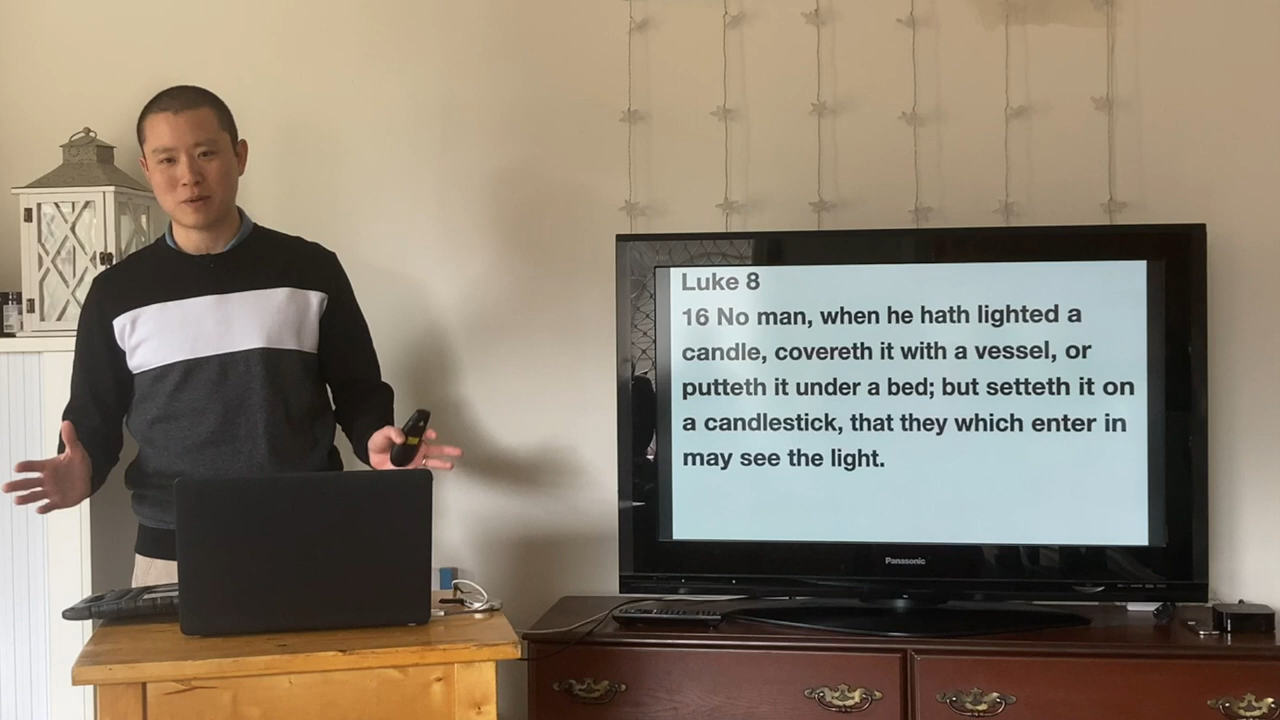 Luke 8
16 No man, when he hath lighted a
candle, covereth it with a vessel, or
putteth it under a bed; but setteth it on
a candlestick, that they which enter in
may see the light.
Panasonic